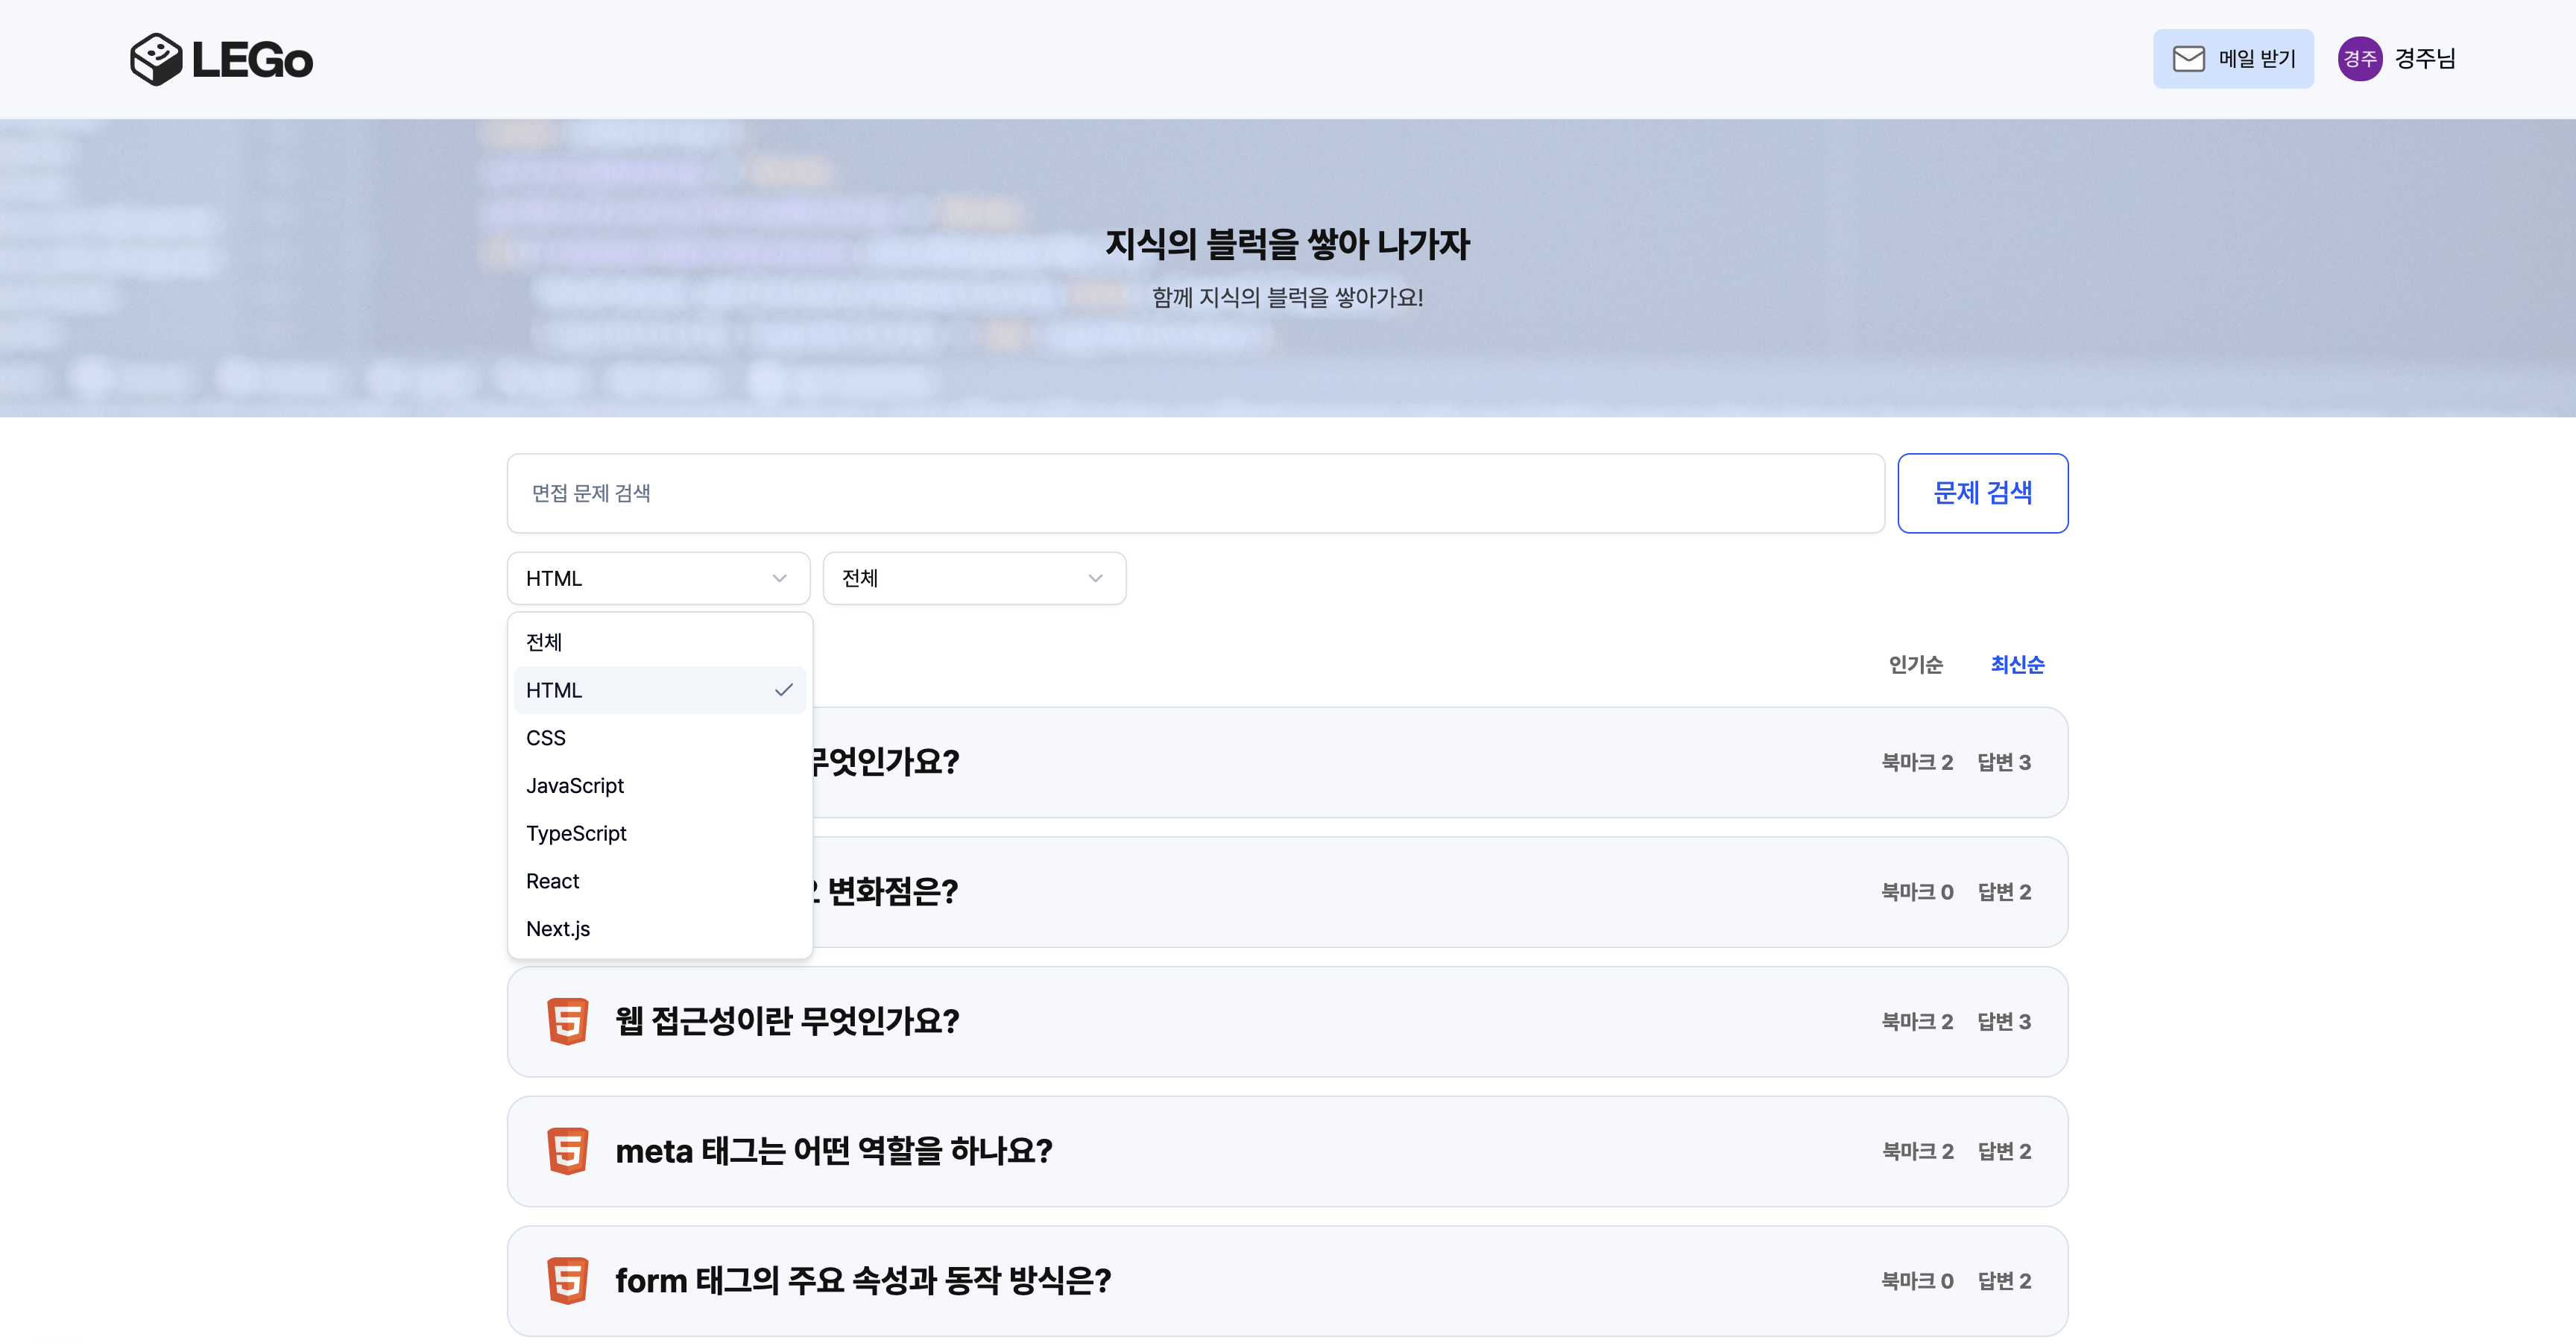 LEGo
메일 받기
경주
경주님
지식의 블럭을 쌓아 나가자
함께 지식의 블럭을 쌓아가요!
면접 문제 검색
문제 검색
HTML
전체
전체
HTML
CSS
JavaScript
TypeScript
React
Next.js
인기순 최신순
무엇인가요?
북마크 2 답변 3
변화점은?
북마크 0 답변 2
웹 접근성이란 무엇인가요?
북마크 2 답변 3
meta 태그는 어떤 역할을 하나요?
북마크 2 답변 2
form 태그의 주요 속성과 동작 방식은?
북마크 0 답변 2